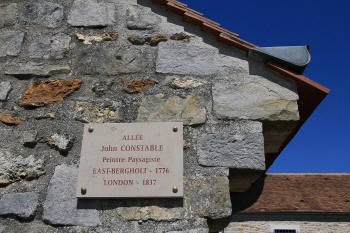 ALLÉE
John CONSTABLE
Peintre Paysagiste
EAST-BERGHOLT - 1776
LONDON - 1837